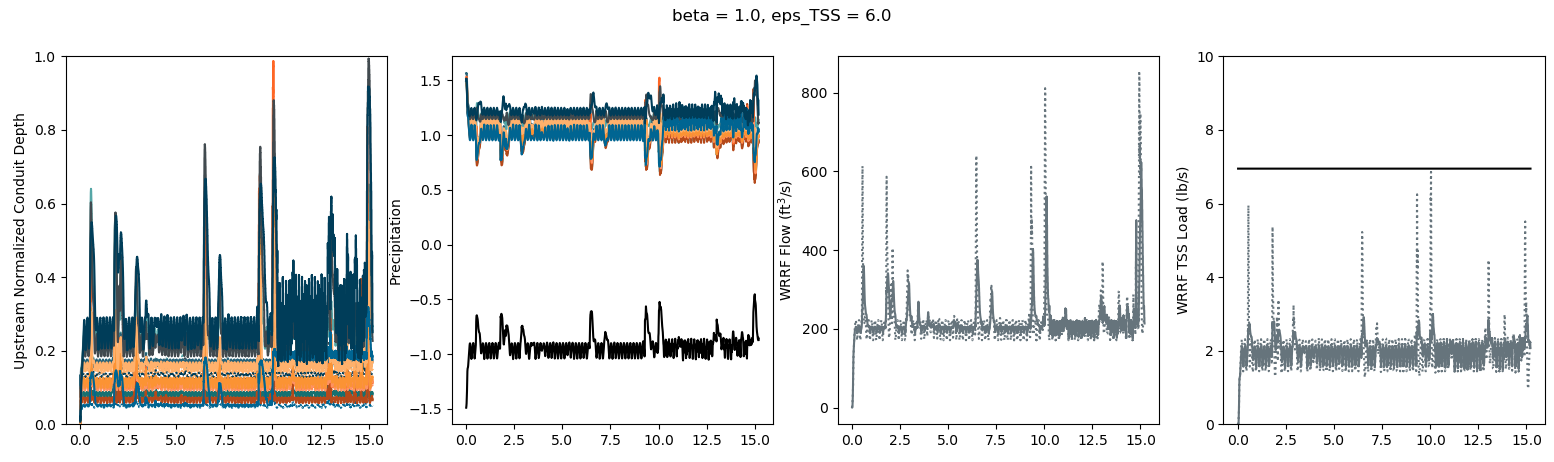 beta = 1.0, eps_TSS = 6.0
Upstream Normalized Conduit Depth
1.0
0.8
0.6
0.4
0.2
0.0
0.0 2.5 5.0 7.5 10.0 12.5 15.0
Precipitation
1.5
1.0
0.5
0.0
−0.5
−1.0
−1.5
0.0 2.5 5.0 7.5 10.0 12.5 15.0
WRRF Flow (ft³/s)
800
600
400
200
0
0.0 2.5 5.0 7.5 10.0 12.5 15.0
WRRF TSS Load (lb/s)
10
8
6
4
2
0
0.0 2.5 5.0 7.5 10.0 12.5 15.0